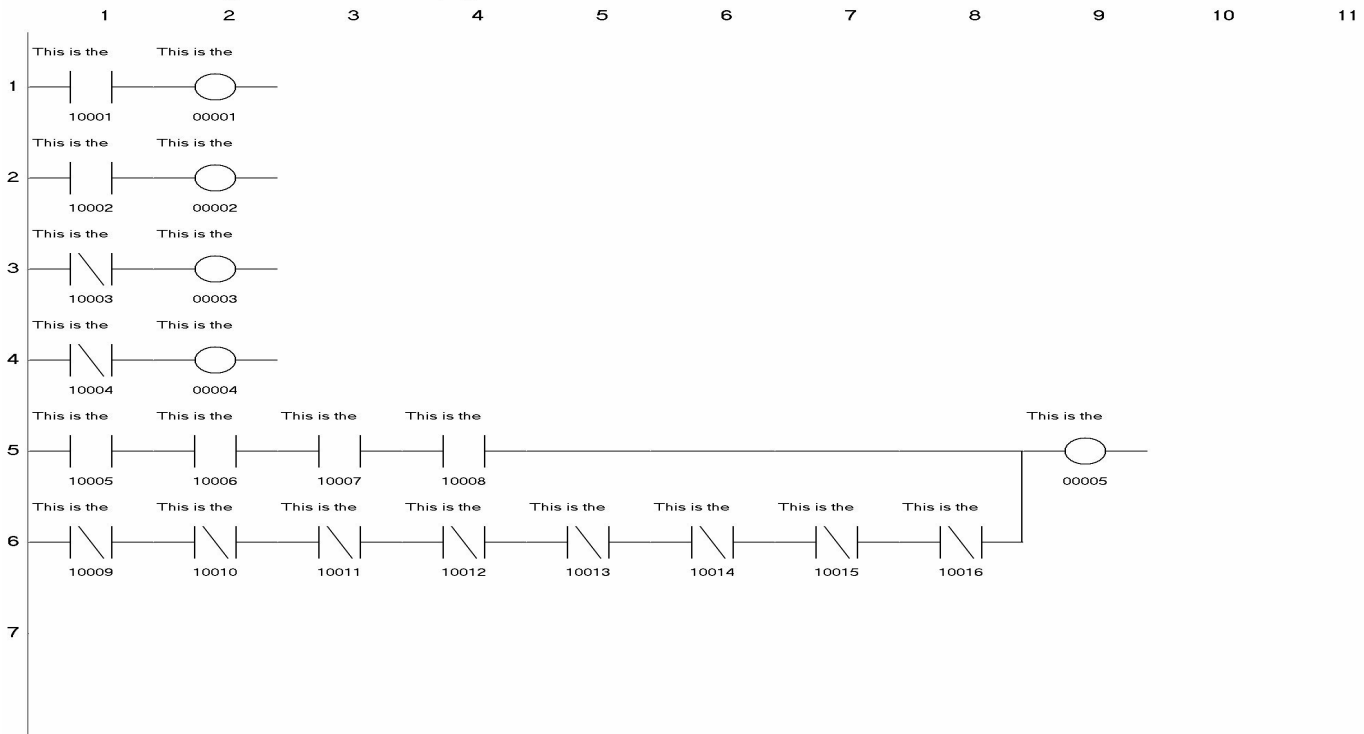 1 2 3 4 5 6 7 8 9 10 11
This is the This is the
1
10001 00001
This is the This is the
2
10002 00002
This is the This is the
3
10003 00003
This is the This is the
4
10004 00004
This is the This is the This is the This is the This is the
5
10005 10006 10007 10008 00005
This is the This is the This is the This is the This is the This is the This is the This is the
6
10009 10010 10011 10012 10013 10014 10015 10016
7